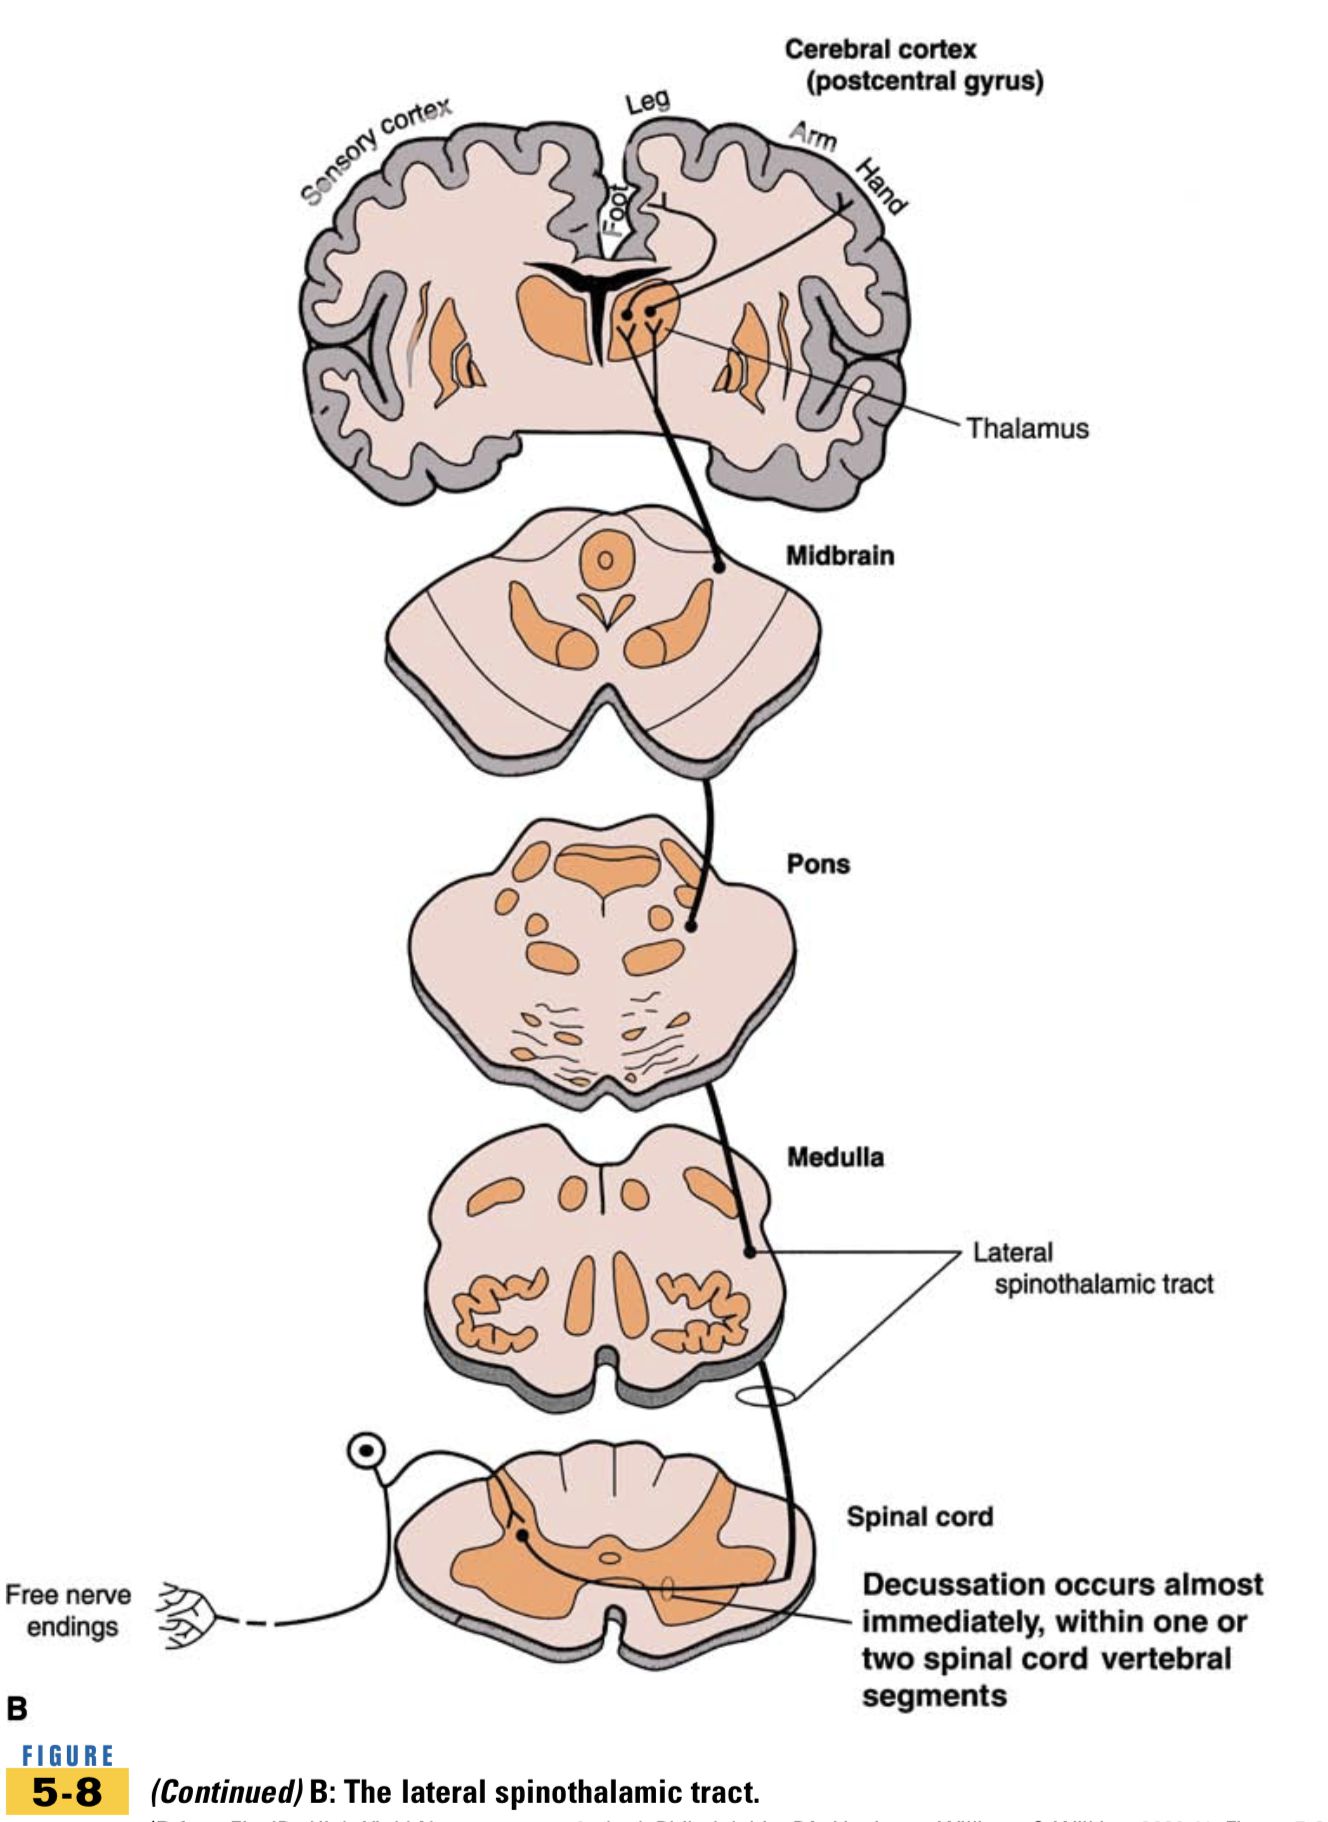 Cerebral cortex
(postcentral gyrus)
Sensory cortex
Leg
Arm
Hand
Foot
Thalamus
Midbrain
Pons
Medulla
Lateral
spinothalamic tract
Spinal cord
Free nerve
endings
Decussation occurs almost
immediately, within one or
two spinal cord vertebral
segments
B
FIGURE
5-8 (Continued) B: The lateral spinothalamic tract.